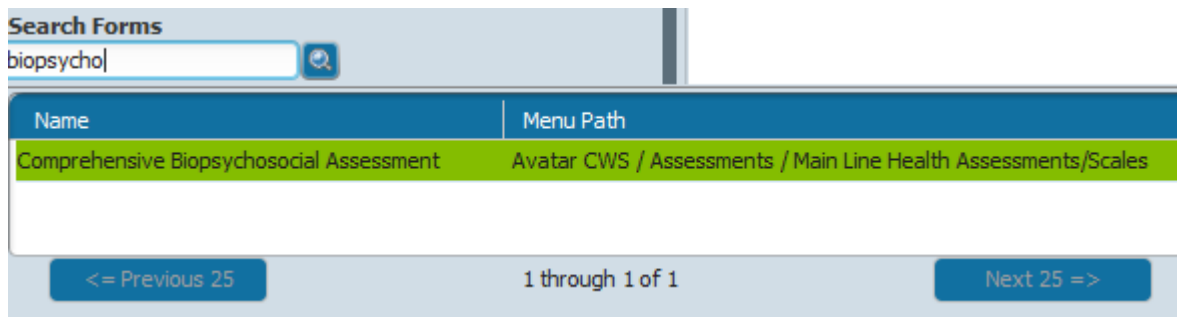 Search Forms
biopsycho
Name Menu Path
Comprehensive Biopsychosocial Assessment Avatar CWS / Assessments / Main Line Health Assessments/Scales
<= Previous 25 1 through 1 of 1 Next 25 =>